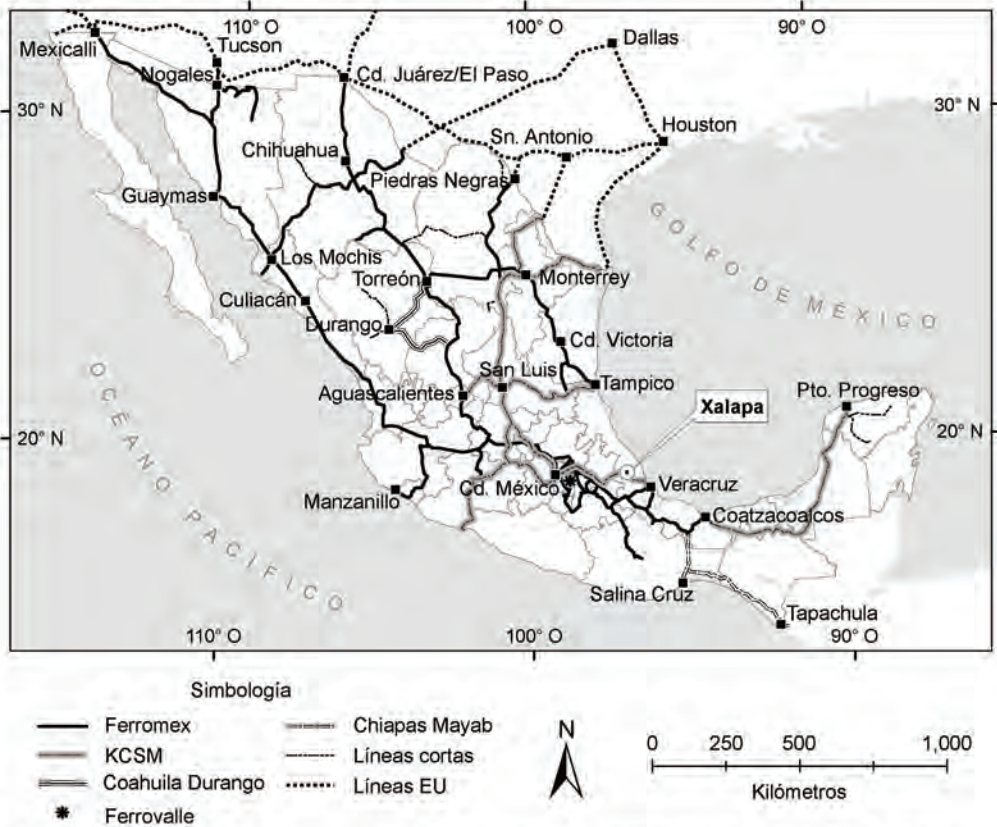 110° O
100° O
90° O
Mexicalli
Tucson
Dallas
Nogales
Cd. Juárez/El Paso
30° N
30° N
Houston
Sn. Antonio
Chihuahua
Piedras Negras
Guaymas
GOLFO DE MÉXICO
Los Mochis
Torreón
Monterrey
Culiacán
Durango
Cd. Victoria
OCÉANO PACÍFICO
San Luis
Tampico
Aguascalientes
Xalapa
Pto. Progreso
20° N
20° N
Cd. México
Veracruz
Manzanillo
Coatzacoalcos
Salina Cruz
Tapachula
110° O
100° O
90° O
Simbología
Ferromex
KCSM
Coahuila Durango
Ferrovalle
Chiapas Mayab
Líneas cortas
Líneas EU
N
0 250 500 1,000
Kilómetros